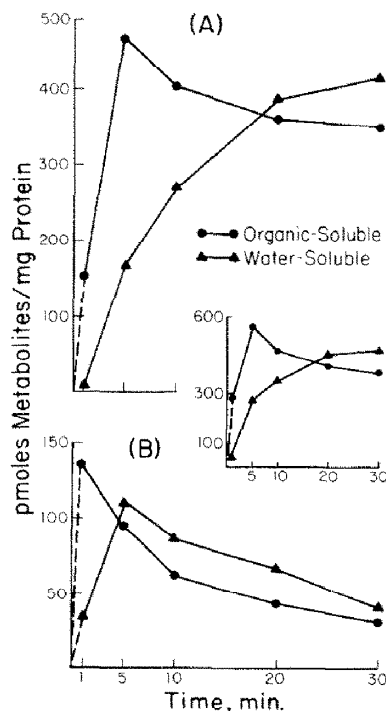 (A)
500
400
300
200
100
pmoles Metabolites/mg Protein
Organic-Soluble
Water-Soluble
600
300
100
5 10 20 30
(B)
150
100
50
1 5 10 20 30
Time, min.